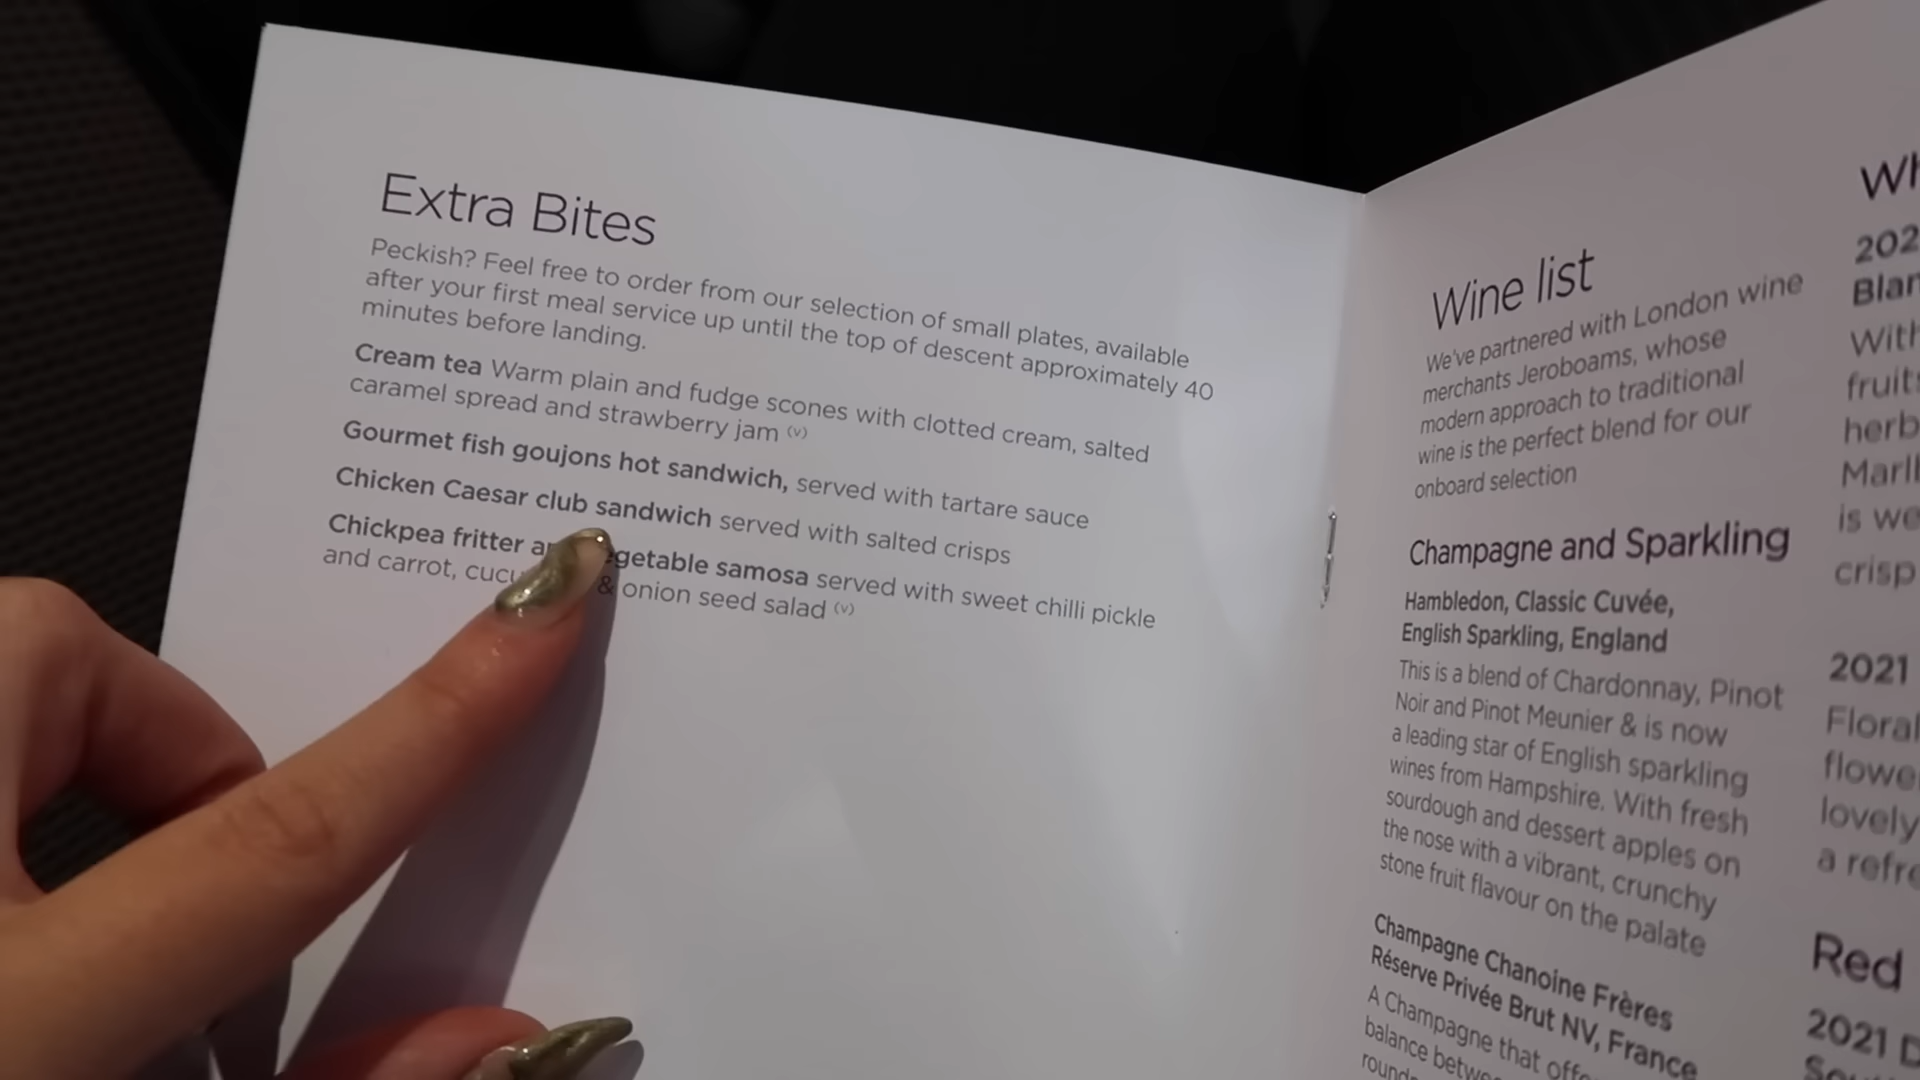 Extra Bites
Peckish? Feel free to order from our selection of small plates, available
after your first meal service up until the top of descent approximately 40
minutes before landing.
Cream tea Warm plain and fudge scones with clotted cream, salted
caramel spread and strawberry jam (v)
Gourmet fish goujons hot sandwich, served with tartare sauce
Chicken Caesar club sandwich served with salted crisps
Chickpea fritter served with sweet chilli pickle
and carrot, & onion seed salad (v)
Wine list
We've partnered with London wine
merchants Jeroboams, whose
modern approach to traditional
wine is the perfect blend for our
onboard selection
Champagne and Sparkling
Hambledon, Classic Cuvée,
English Sparkling, England
This is a blend of Chardonnay, Pinot
Noir and Pinot Meunier & is now
a leading star of English sparkling
wines from Hampshire. With fresh
sourdough and dessert apples on
the nose with a vibrant, crunchy
stone fruit flavour on the palate
Champagne Chanoine Frères
Réserve Privée Brut NV, France
A Champagne that
balance
With
is
crisp
2021
lovely
a
Red
2021